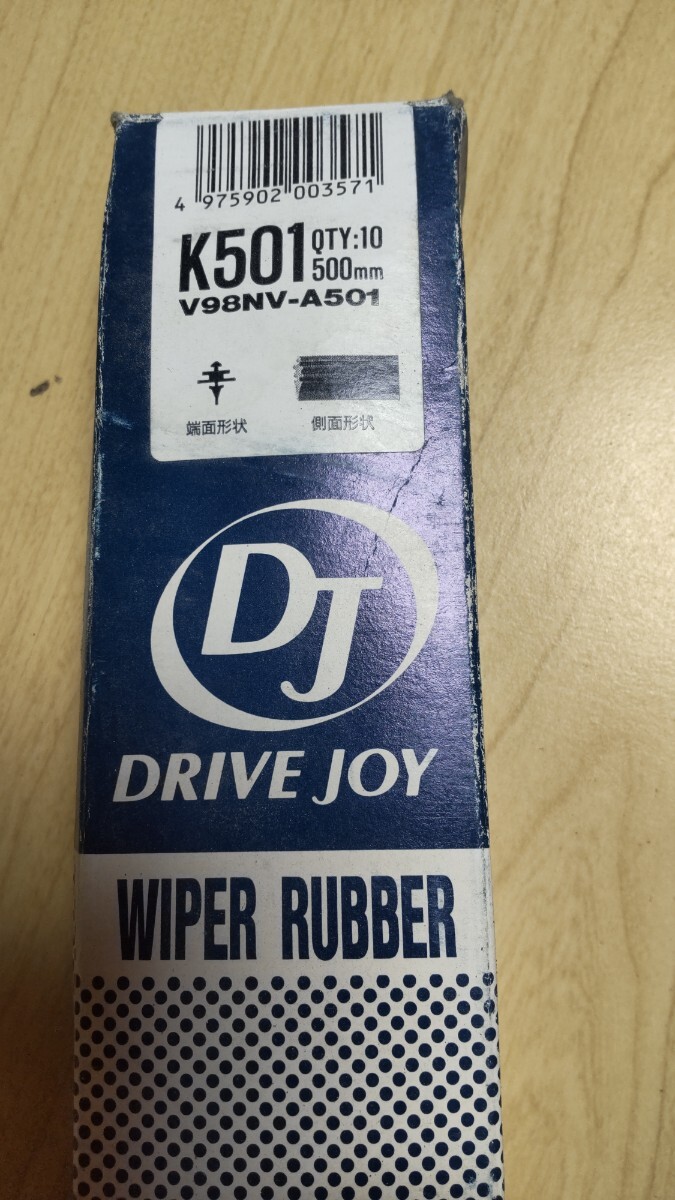 4 975902 003571
K501 QTY:10
500mm
V98NV-A501
端面形状 側面形状
DJ
DRIVE JOY
WIPER RUBBER